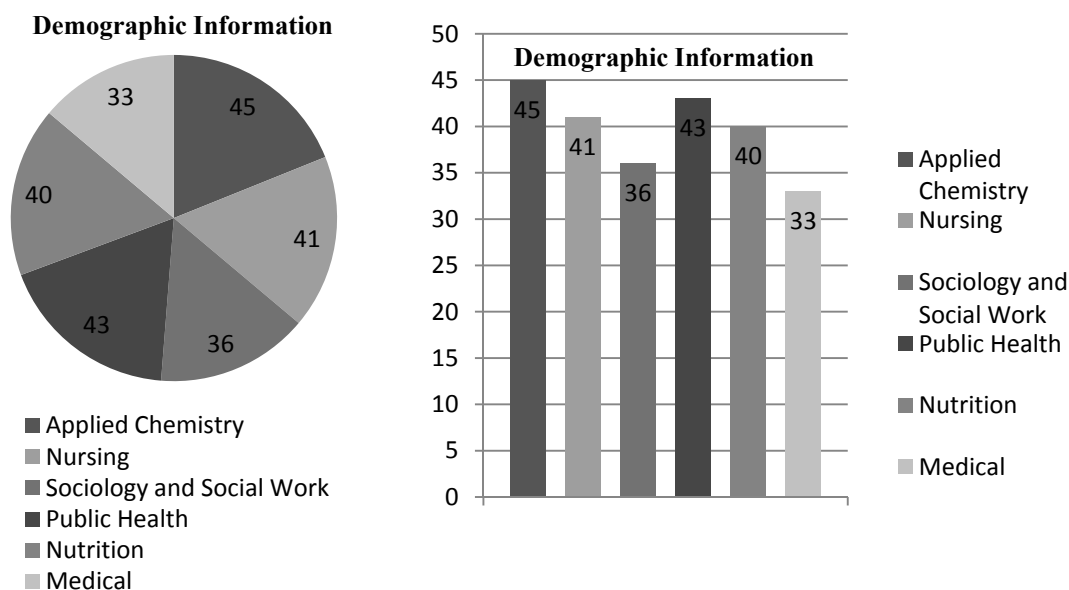 Demographic Information
33
45
40
41
43
36
Applied Chemistry
Nursing
Sociology and Social Work
Public Health
Nutrition
Medical
Demographic Information
50
45
40
35
30
25
20
15
10
5
0
45
41
36
43
40
33
Applied
Chemistry
Nursing
Sociology and
Social Work
Public Health
Nutrition
Medical